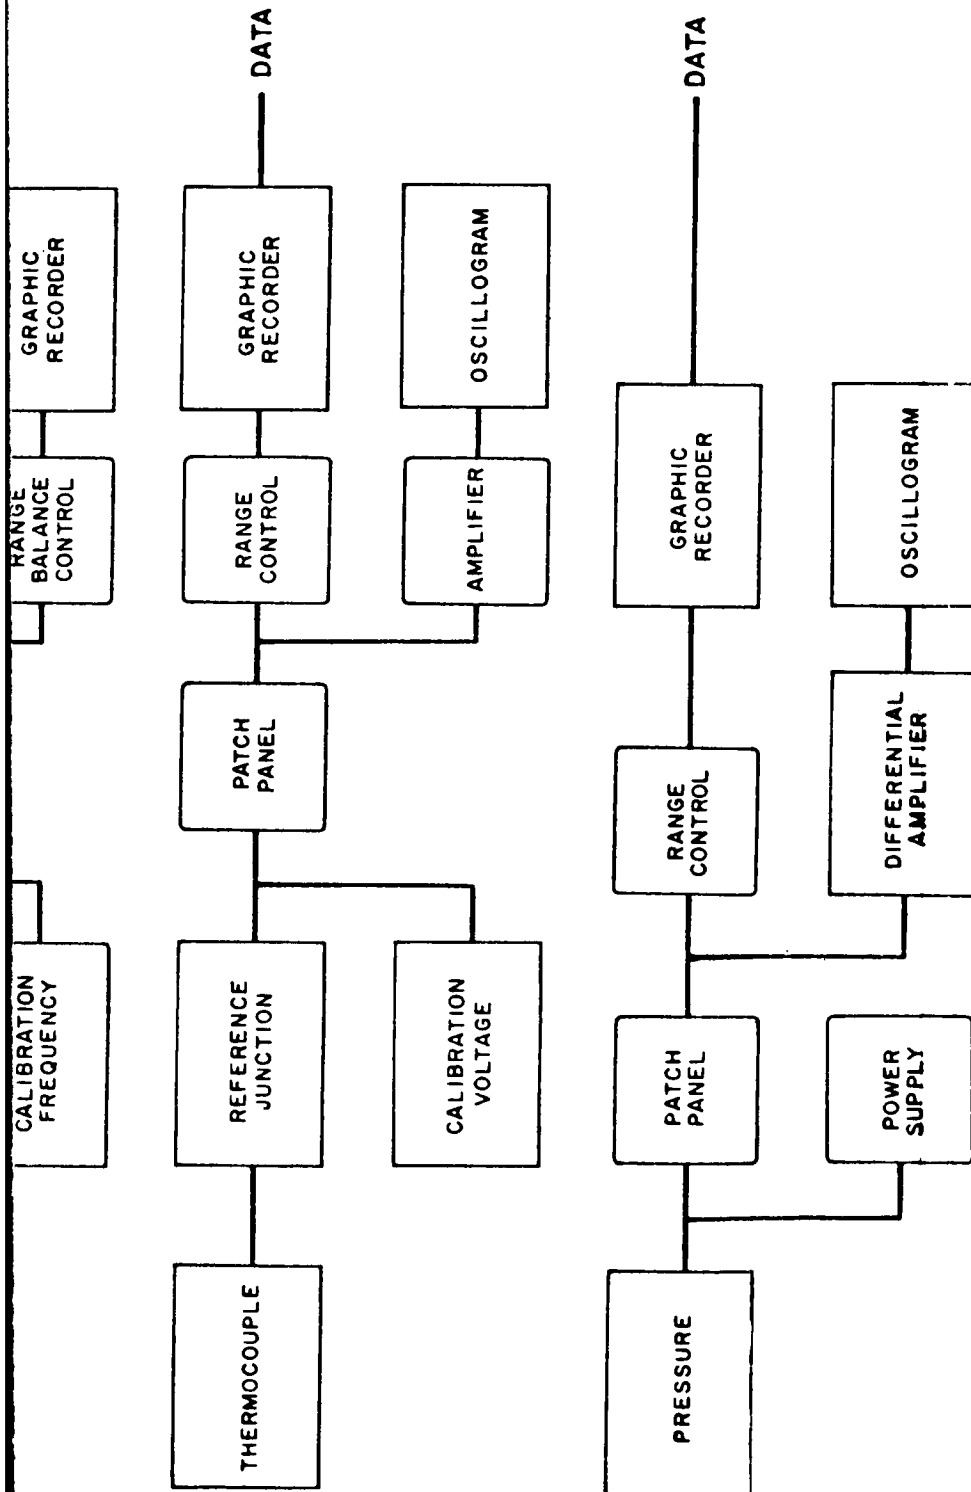 CALIBRATION
FREQUENCY
RANGE
BALANCE
CONTROL
GRAPHIC
RECORDER
THERMOCOUPLE
REFERENCE
JUNCTION
PATCH
PANEL
RANGE
CONTROL
GRAPHIC
RECORDER
DATA
CALIBRATION
VOLTAGE
AMPLIFIER
OSCILLOGRAM
PRESSURE
PATCH
PANEL
RANGE
CONTROL
GRAPHIC
RECORDER
DATA
POWER
SUPPLY
DIFFERENTIAL
AMPLIFIER
OSCILLOGRAM